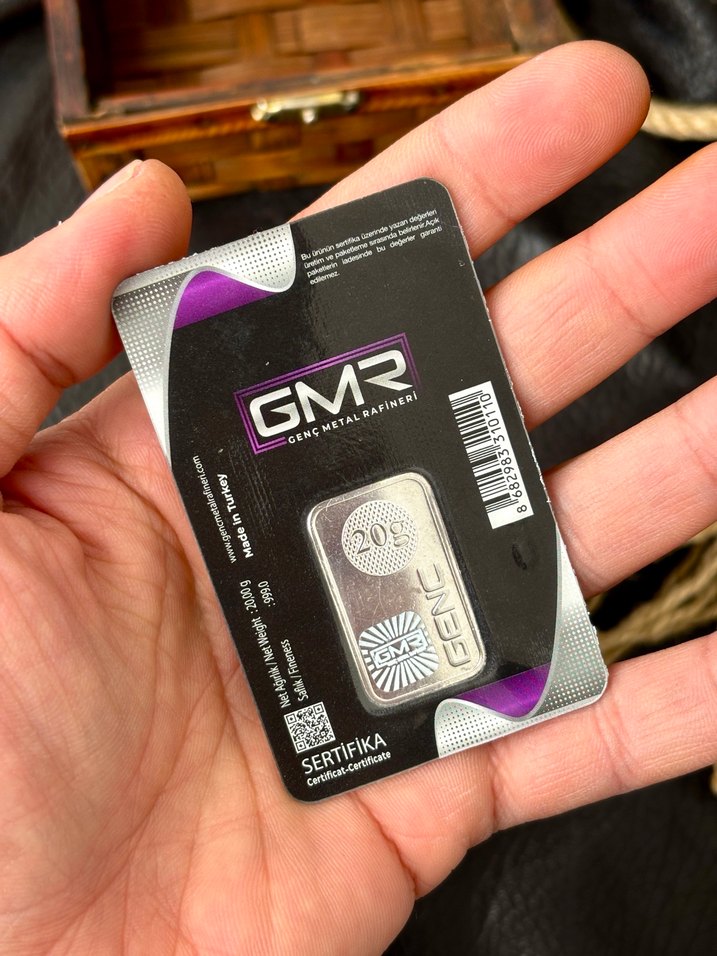 Bu ürünün sertifika üzerinde yazan değerleri
üretim ve paketleme sırasında belirlenir.Açık
paketlerin iadesinde bu değerler garanti
edilemez.
GMR
GENÇ METAL RAFİNERİ
8 682983 310110
www.gencmetalrafineri.com
Made in Turkey
20g
GENC
GMR
Net Ağırlık / Net Weight : 20,00 g
Saflık / Fineness : 999.0
SERTİFİKA
Certificat-Certificate